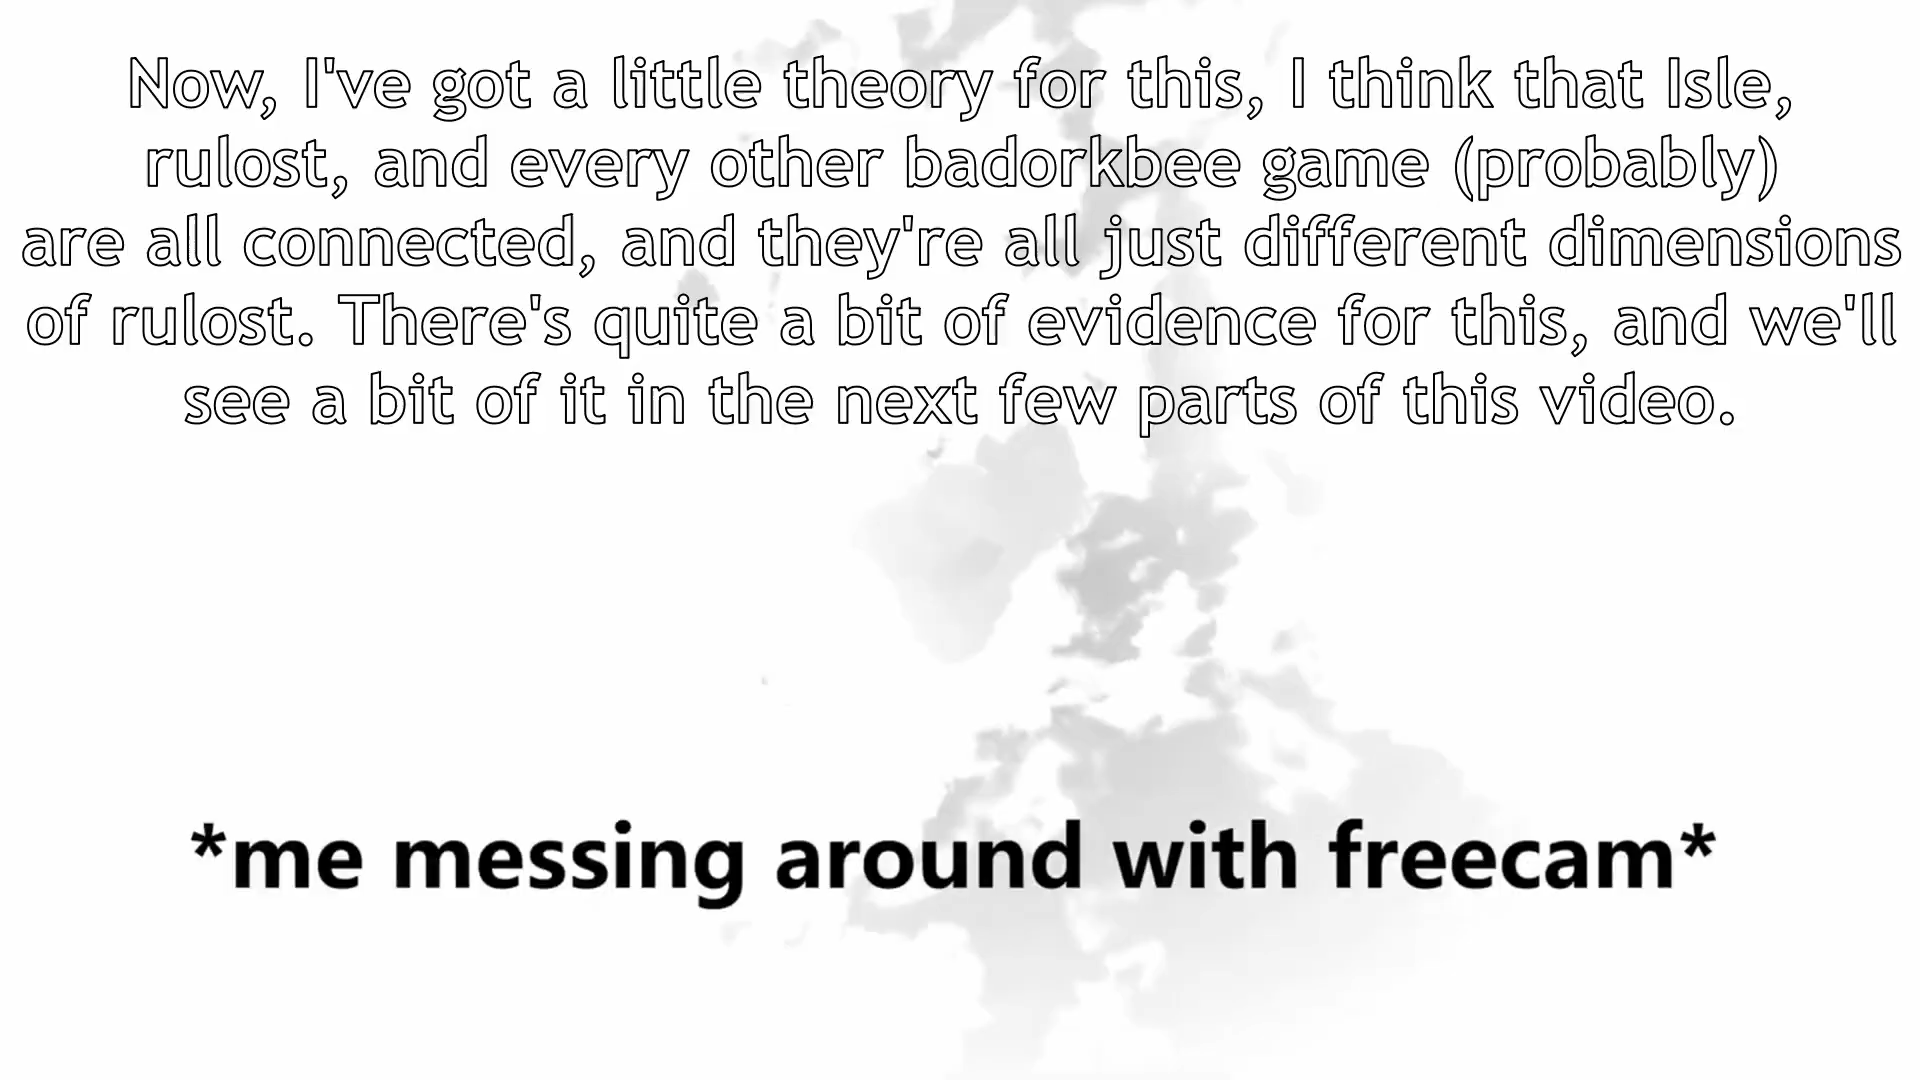 Now, I've got a little theory for this, I think that Isle,
rulost, and every other badorkbee game (probably)
are all connected, and they're all just different dimensions
of rulost. There's quite a bit of evidence for this, and we'll
see a bit of it in the next few parts of this video.
*me messing around with freecam*